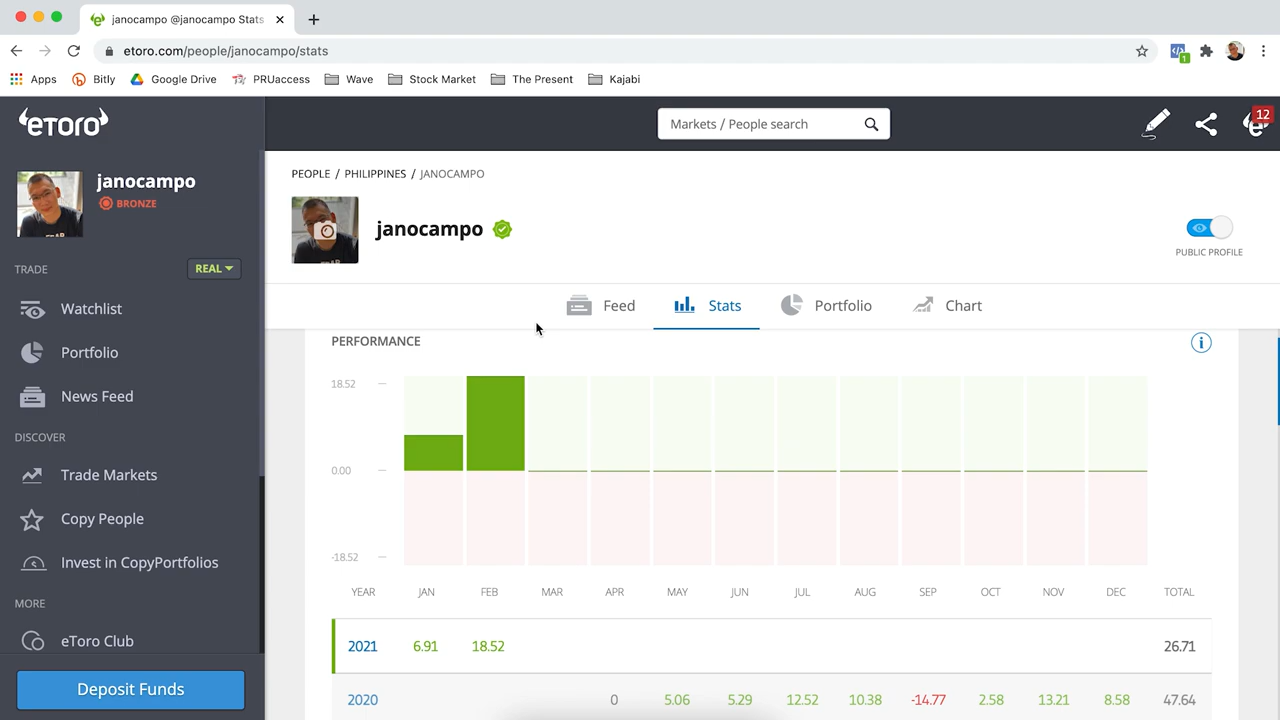 janocampo @janocampo Stats
etoro.com/people/janocampo/stats
1
Apps Bitly Google Drive PRUaccess Wave Stock Market The Present Kajabi
eTORO
Markets / People search
12
janocampo
BRONZE
PEOPLE / PHILIPPINES / JANOCAMPO
janocampo
PUBLIC PROFILE
TRADE REAL
Watchlist
Portfolio
News Feed
DISCOVER
Trade Markets
Copy People
Invest in CopyPortfolios
MORE
eToro Club
Deposit Funds
Feed Stats Portfolio Chart
PERFORMANCE
18.52
0.00
-18.52
YEAR JAN FEB MAR APR MAY JUN JUL AUG SEP OCT NOV DEC TOTAL
2021 6.91 18.52 26.71
2020 0 5.06 5.29 12.52 10.38 -14.77 2.58 13.21 8.58 47.64